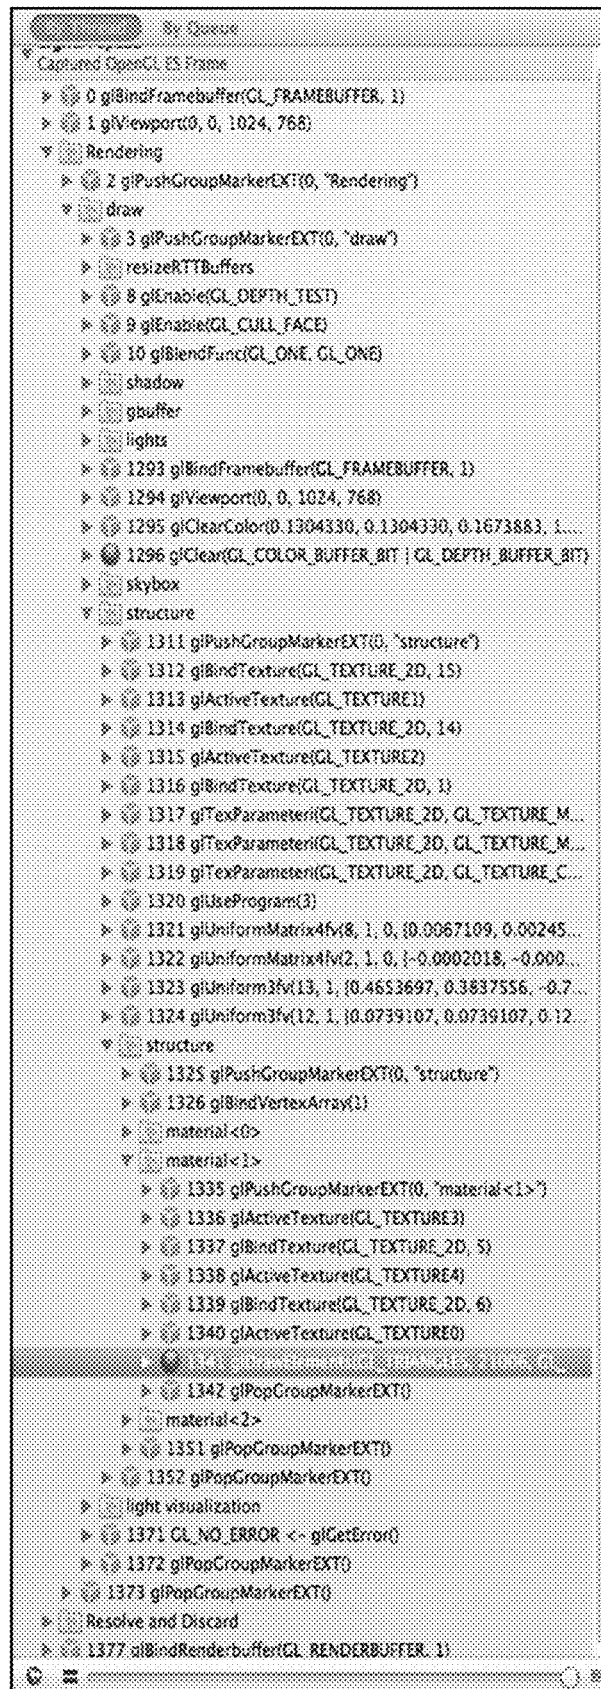 By Queue
Captured OpenGL ES Frame
0 glBindFramebuffer(GL_FRAMEBUFFER, 1)
1 glViewport(0, 0, 1024, 768)
Rendering
2 glPushGroupMarkerEXT(0, "Rendering")
draw
3 glPushGroupMarkerEXT(0, "draw")
resizeRTTBuffers
8 glEnable(GL_DEPTH_TEST)
9 glEnable(GL_CULL_FACE)
10 glBlendFunc(GL_ONE, GL_ONE)
shadow
gbuffer
lights
1293 glBindFramebuffer(GL_FRAMEBUFFER, 1)
1294 glViewport(0, 0, 1024, 768)
1295 glClearColor(0.1304330, 0.1304330, 0.1673883, 1....
1296 glClear(GL_COLOR_BUFFER_BIT | GL_DEPTH_BUFFER_BIT)
skybox
structure
1311 glPushGroupMarkerEXT(0, "structure")
1312 glBindTexture(GL_TEXTURE_2D, 15)
1313 glActiveTexture(GL_TEXTURE1)
1314 glBindTexture(GL_TEXTURE_2D, 14)
1315 glActiveTexture(GL_TEXTURE2)
1316 glBindTexture(GL_TEXTURE_2D, 1)
1317 glTexParameteri(GL_TEXTURE_2D, GL_TEXTURE_M...
1318 glTexParameteri(GL_TEXTURE_2D, GL_TEXTURE_M...
1319 glTexParameteri(GL_TEXTURE_2D, GL_TEXTURE_C...
1320 glUseProgram(3)
1321 glUniformMatrix4fv(8, 1, 0, {0.0067109, 0.00245...
1322 glUniformMatrix4fv(2, 1, 0, {-0.0002018, -0.000...
1323 glUniform3fv(13, 1, {0.4653697, 0.3837556, -0.7...
1324 glUniform3fv(12, 1, {0.0739107, 0.0739107, 0.12...
structure
1325 glPushGroupMarkerEXT(0, "structure")
1326 glBindVertexArray(1)
material<0>
material<1>
1335 glPushGroupMarkerEXT(0, "material<1>")
1336 glActiveTexture(GL_TEXTURE3)
1337 glBindTexture(GL_TEXTURE_2D, 5)
1338 glActiveTexture(GL_TEXTURE4)
1339 glBindTexture(GL_TEXTURE_2D, 6)
1340 glActiveTexture(GL_TEXTURE0)
1342 glPopGroupMarkerEXT()
material<2>
1351 glPopGroupMarkerEXT()
1352 glPopGroupMarkerEXT()
light visualization
1371 GL_NO_ERROR <- glGetError()
1372 glPopGroupMarkerEXT()
1373 glPopGroupMarkerEXT()
Resolve and Discard
1377 glBindRenderbuffer(GL_RENDERBUFFER, 1)